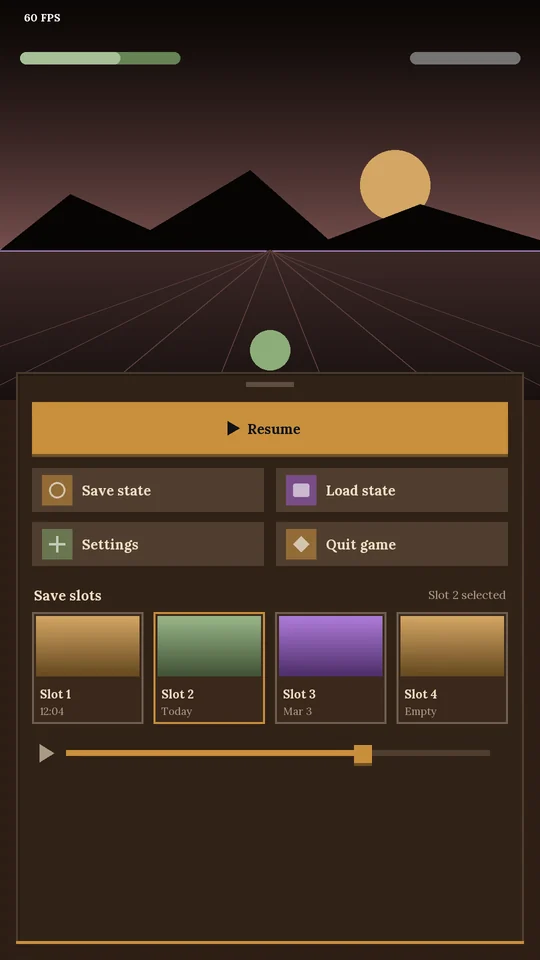 60 FPS
Resume
Save state
Load state
Settings
Quit game
Save slots
Slot 2 selected
Slot 1
12:04
Slot 2
Today
Slot 3
Mar 3
Slot 4
Empty